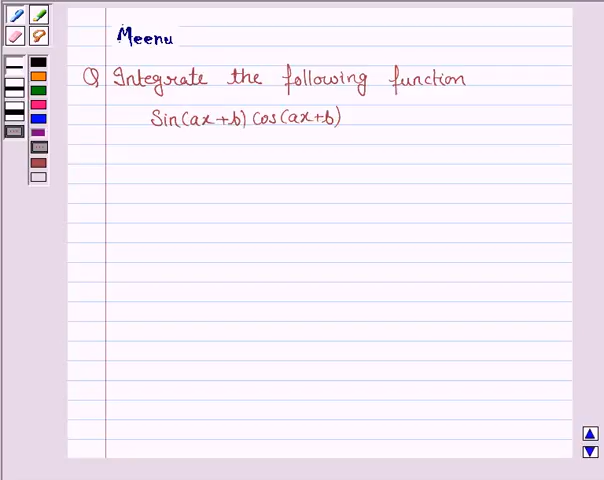 Meenu
Q Integrate the following function
Sin(ax+b) Cos(ax+b)